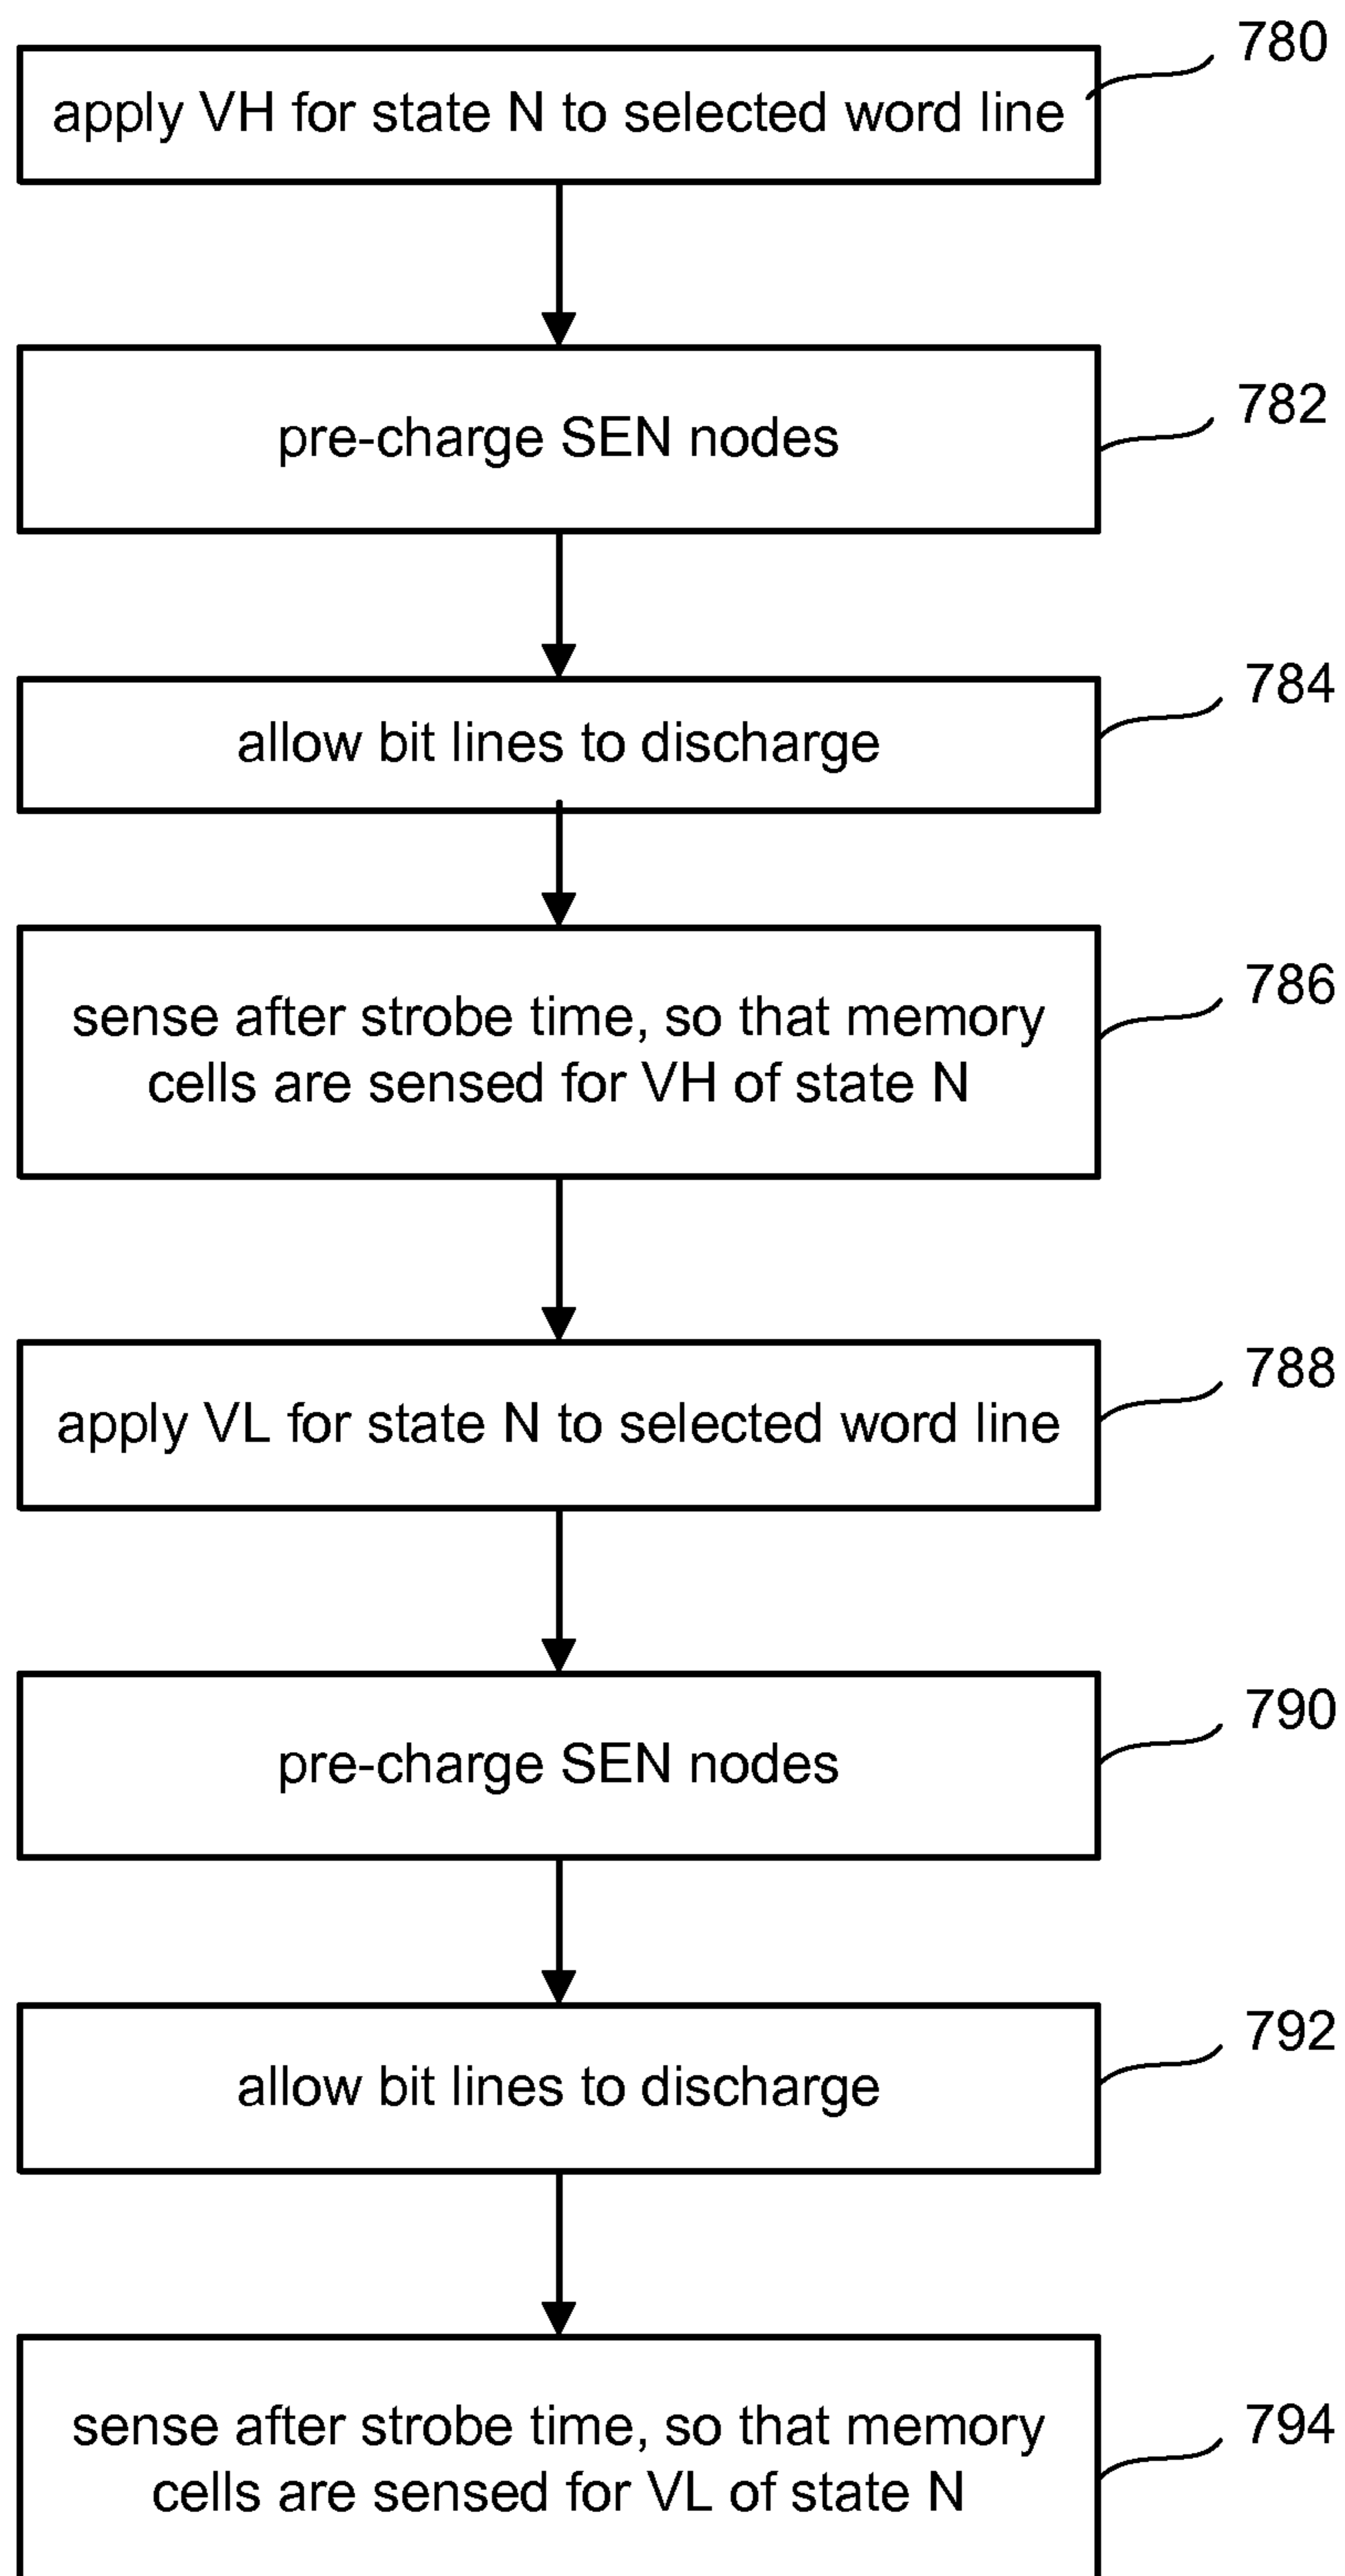 780
apply VH for state N to selected word line
782
pre-charge SEN nodes
784
allow bit lines to discharge
786
sense after strobe time, so that memory
cells are sensed for VH of state N
788
apply VL for state N to selected word line
790
pre-charge SEN nodes
792
allow bit lines to discharge
794
sense after strobe time, so that memory
cells are sensed for VL of state N